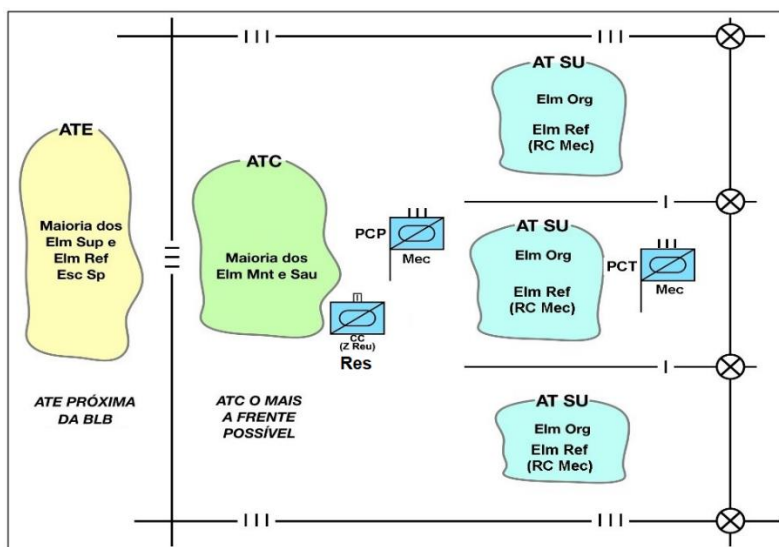 ATE
Maioria dos
Elm Sup e
Elm Ref
Esc Sp
ATE PRÓXIMA
DA BLB
ATC
Maioria dos
Elm Mnt e Sau
ATC O MAIS
A FRENTE
POSSÍVEL
PCP
Mec
CC
(Z Reu)
Res
AT SU
Elm Org
Elm Ref
(RC Mec)
AT SU
Elm Org
Elm Ref
(RC Mec)
PCT
Mec
AT SU
Elm Org
Elm Ref
(RC Mec)